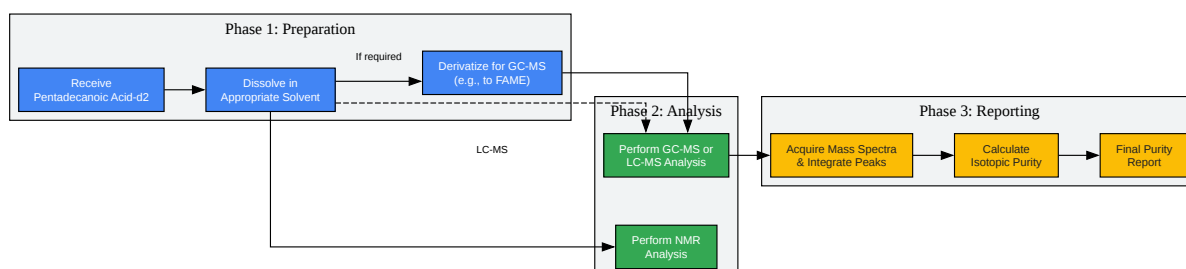 Phase 1: Preparation
Receive
Pentadecanoic Acid-d2
Dissolve in
Appropriate Solvent
If required
Derivatize for GC-MS
(e.g., to FAME)
LC-MS
Phase 2: Analysis
Perform GC-MS or
LC-MS Analysis
Perform NMR
Analysis
Phase 3: Reporting
Acquire Mass Spectra
& Integrate Peaks
Calculate
Isotopic Purity
Final Purity
Report